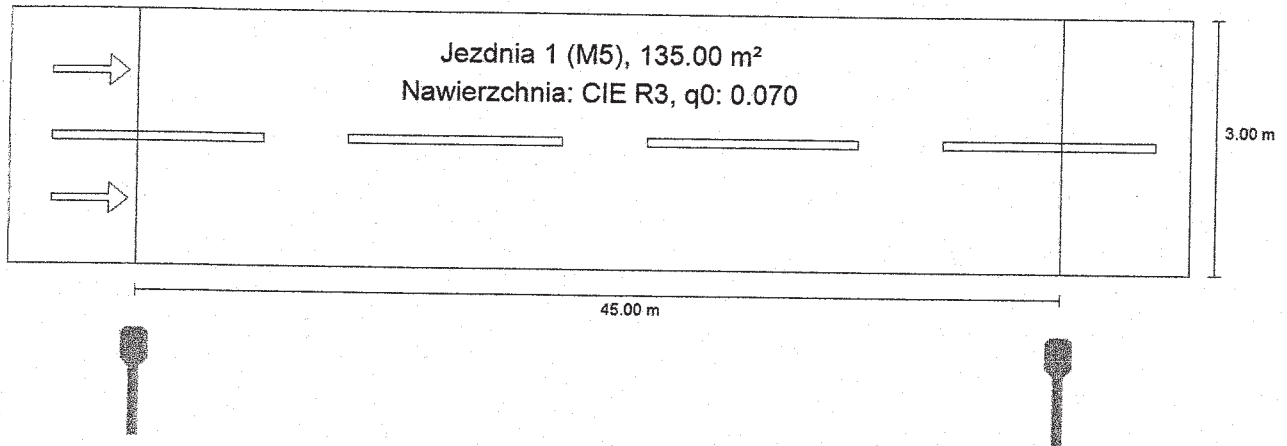 Jezdnia 1 (M5), 135.00 m²
Nawierzchnia: CIE R3, q0: 0.070
3.00 m
45.00 m